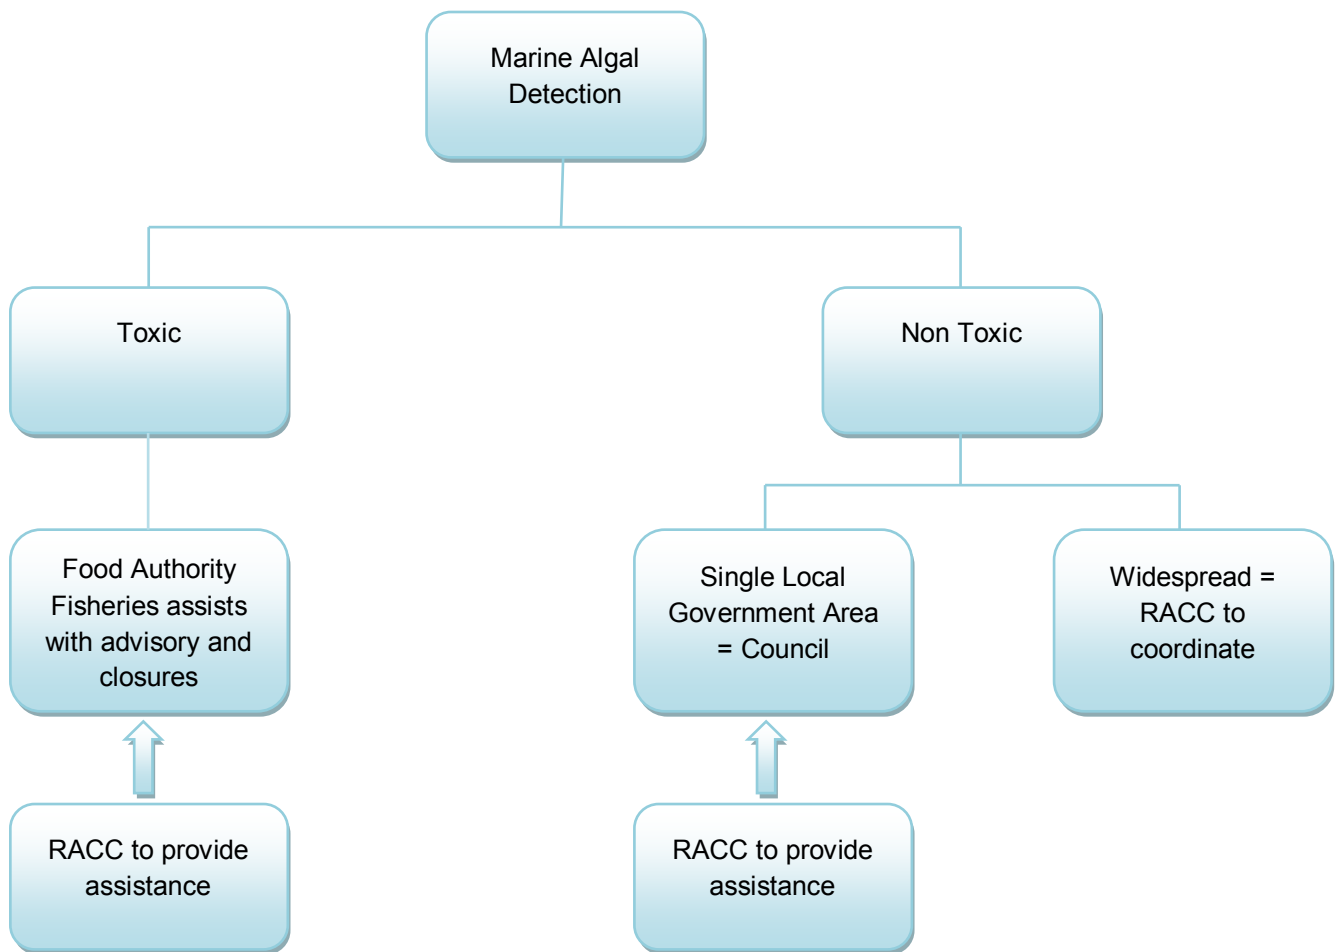 Marine Algal
Detection
Toxic
Non Toxic
Food Authority
Fisheries assists
with advisory and
closures
Single Local
Government Area
= Council
Widespread =
RACC to
coordinate
RACC to provide
assistance
RACC to provide
assistance